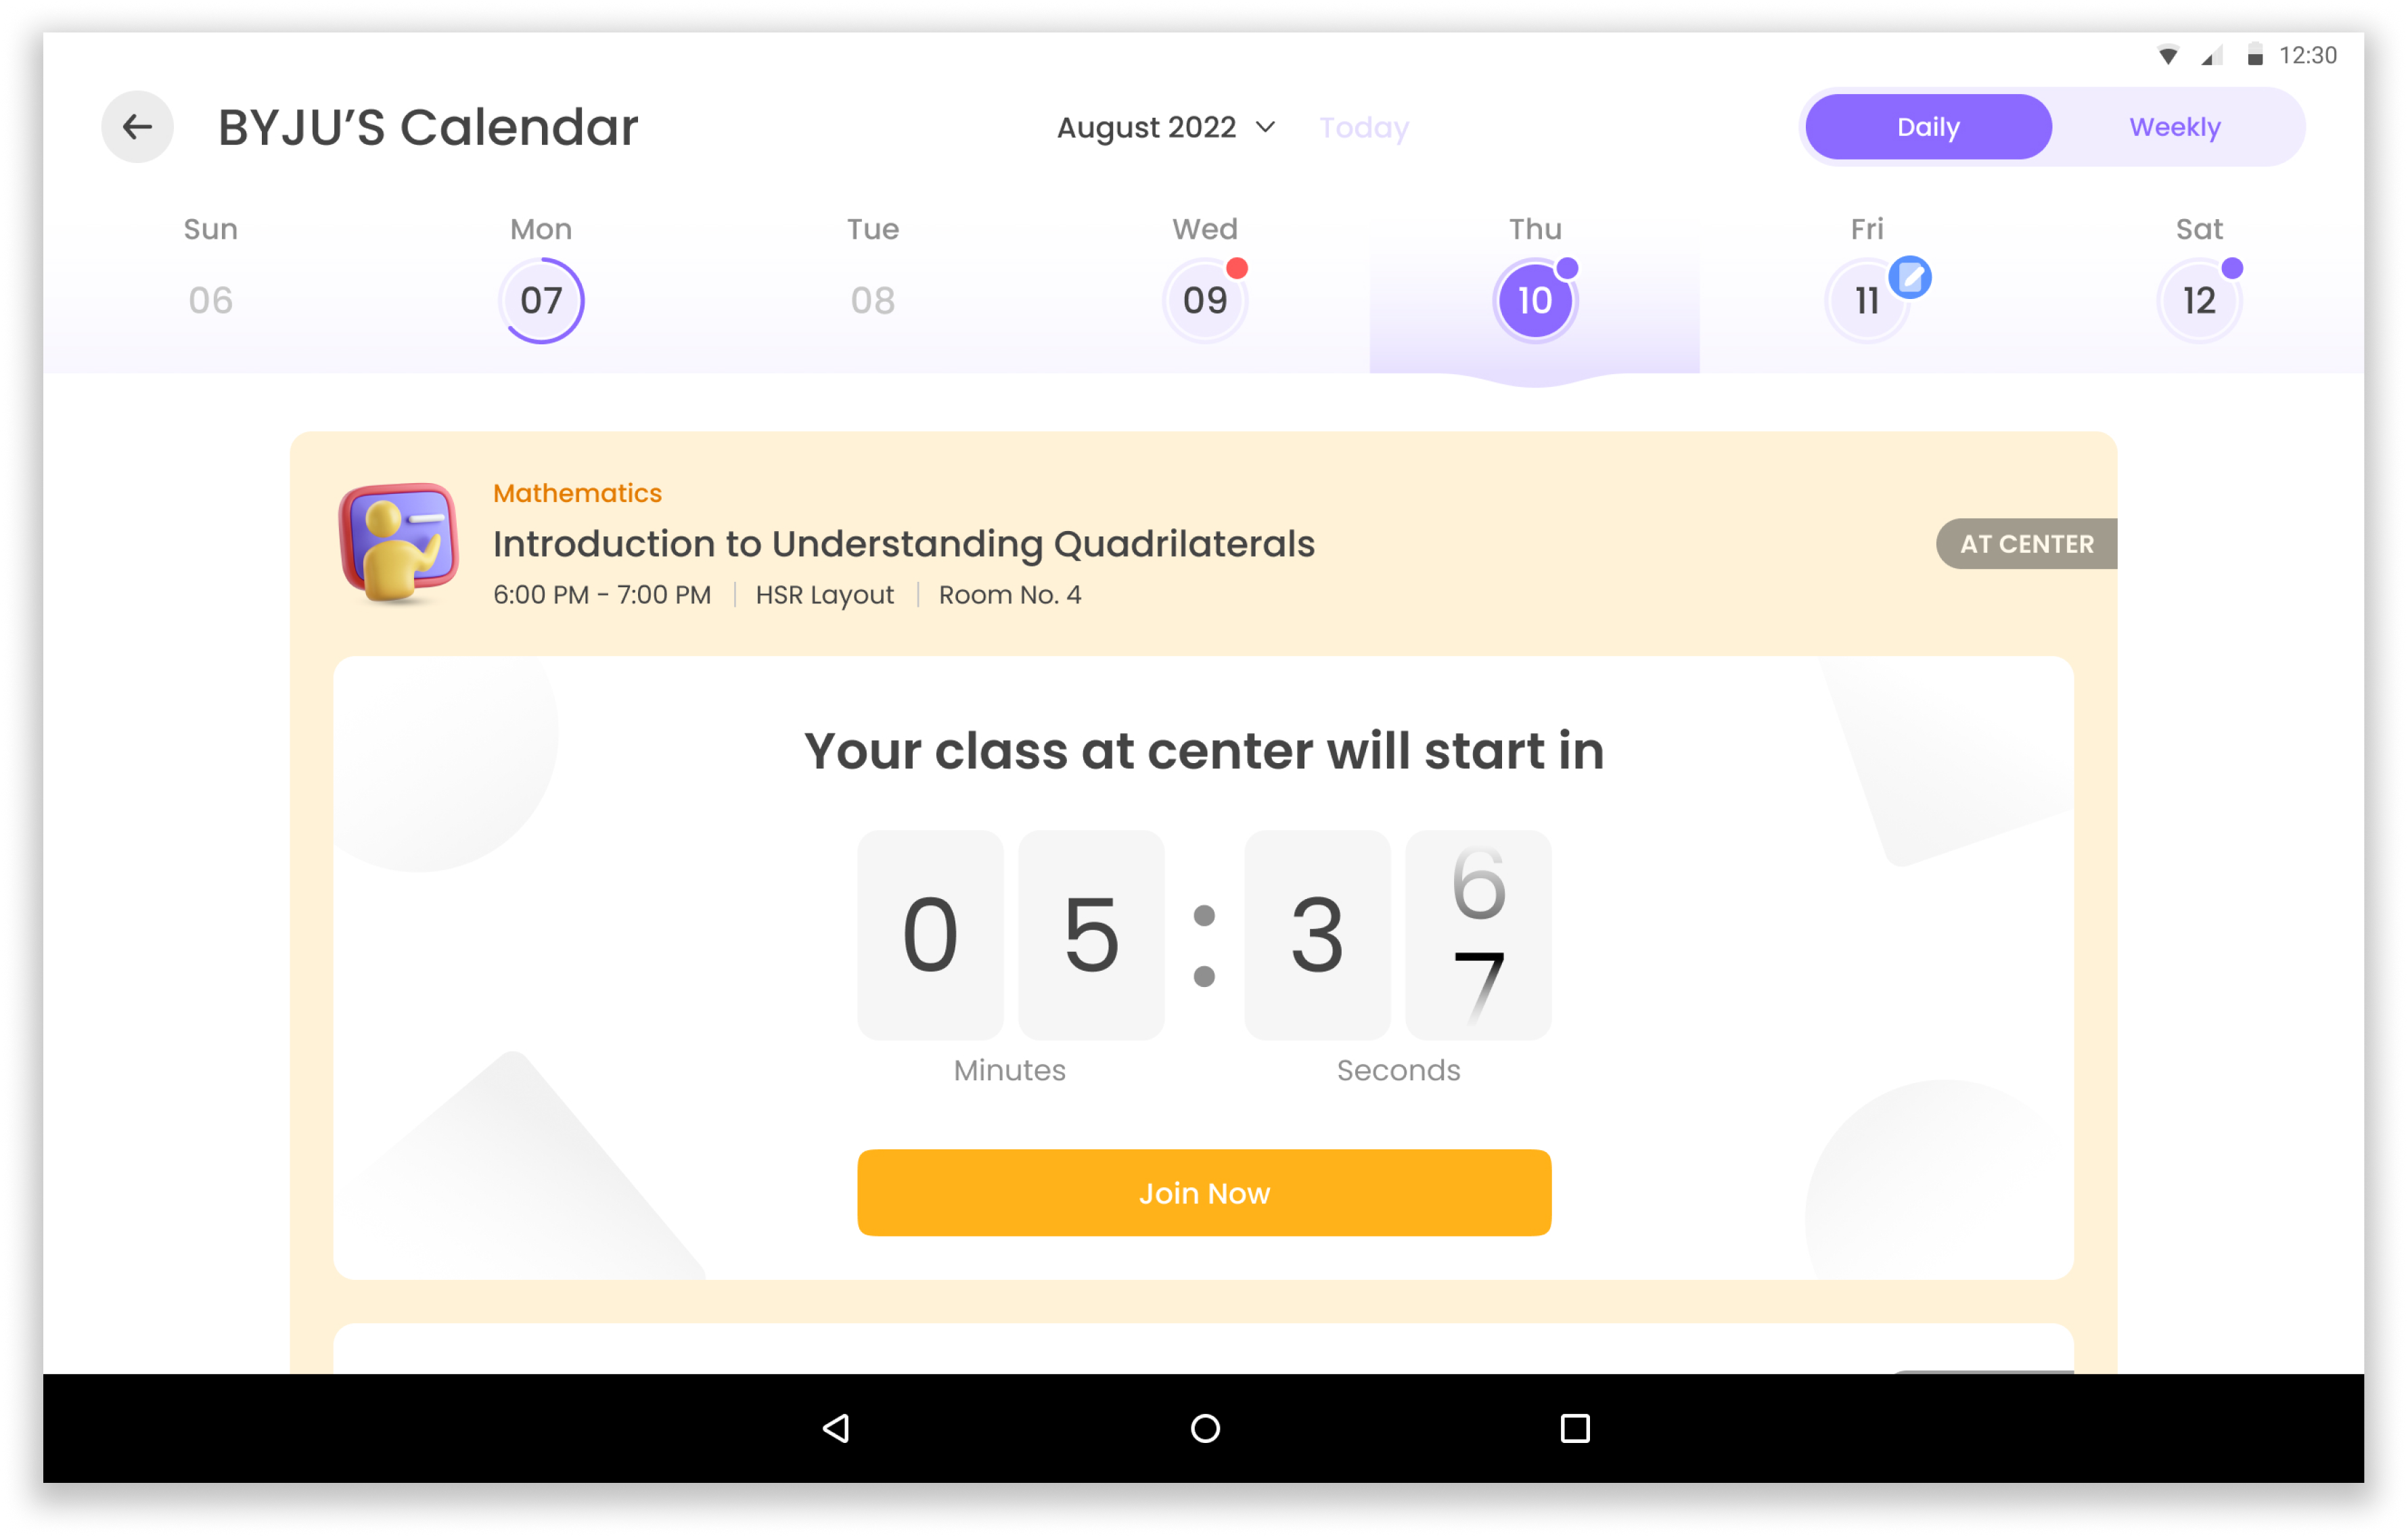 12:30
BYJU’S Calendar August 2022 Today Daily Weekly
Sun Mon Tue Wed Thu Fri Sat
06 07 08 09 10 11 12
Mathematics
Introduction to Understanding Quadrilaterals
AT CENTER
6:00 PM - 7:00 PM HSR Layout Room No. 4
Your class at center will start in
0 5 : 3 6
7
Minutes Seconds
Join Now